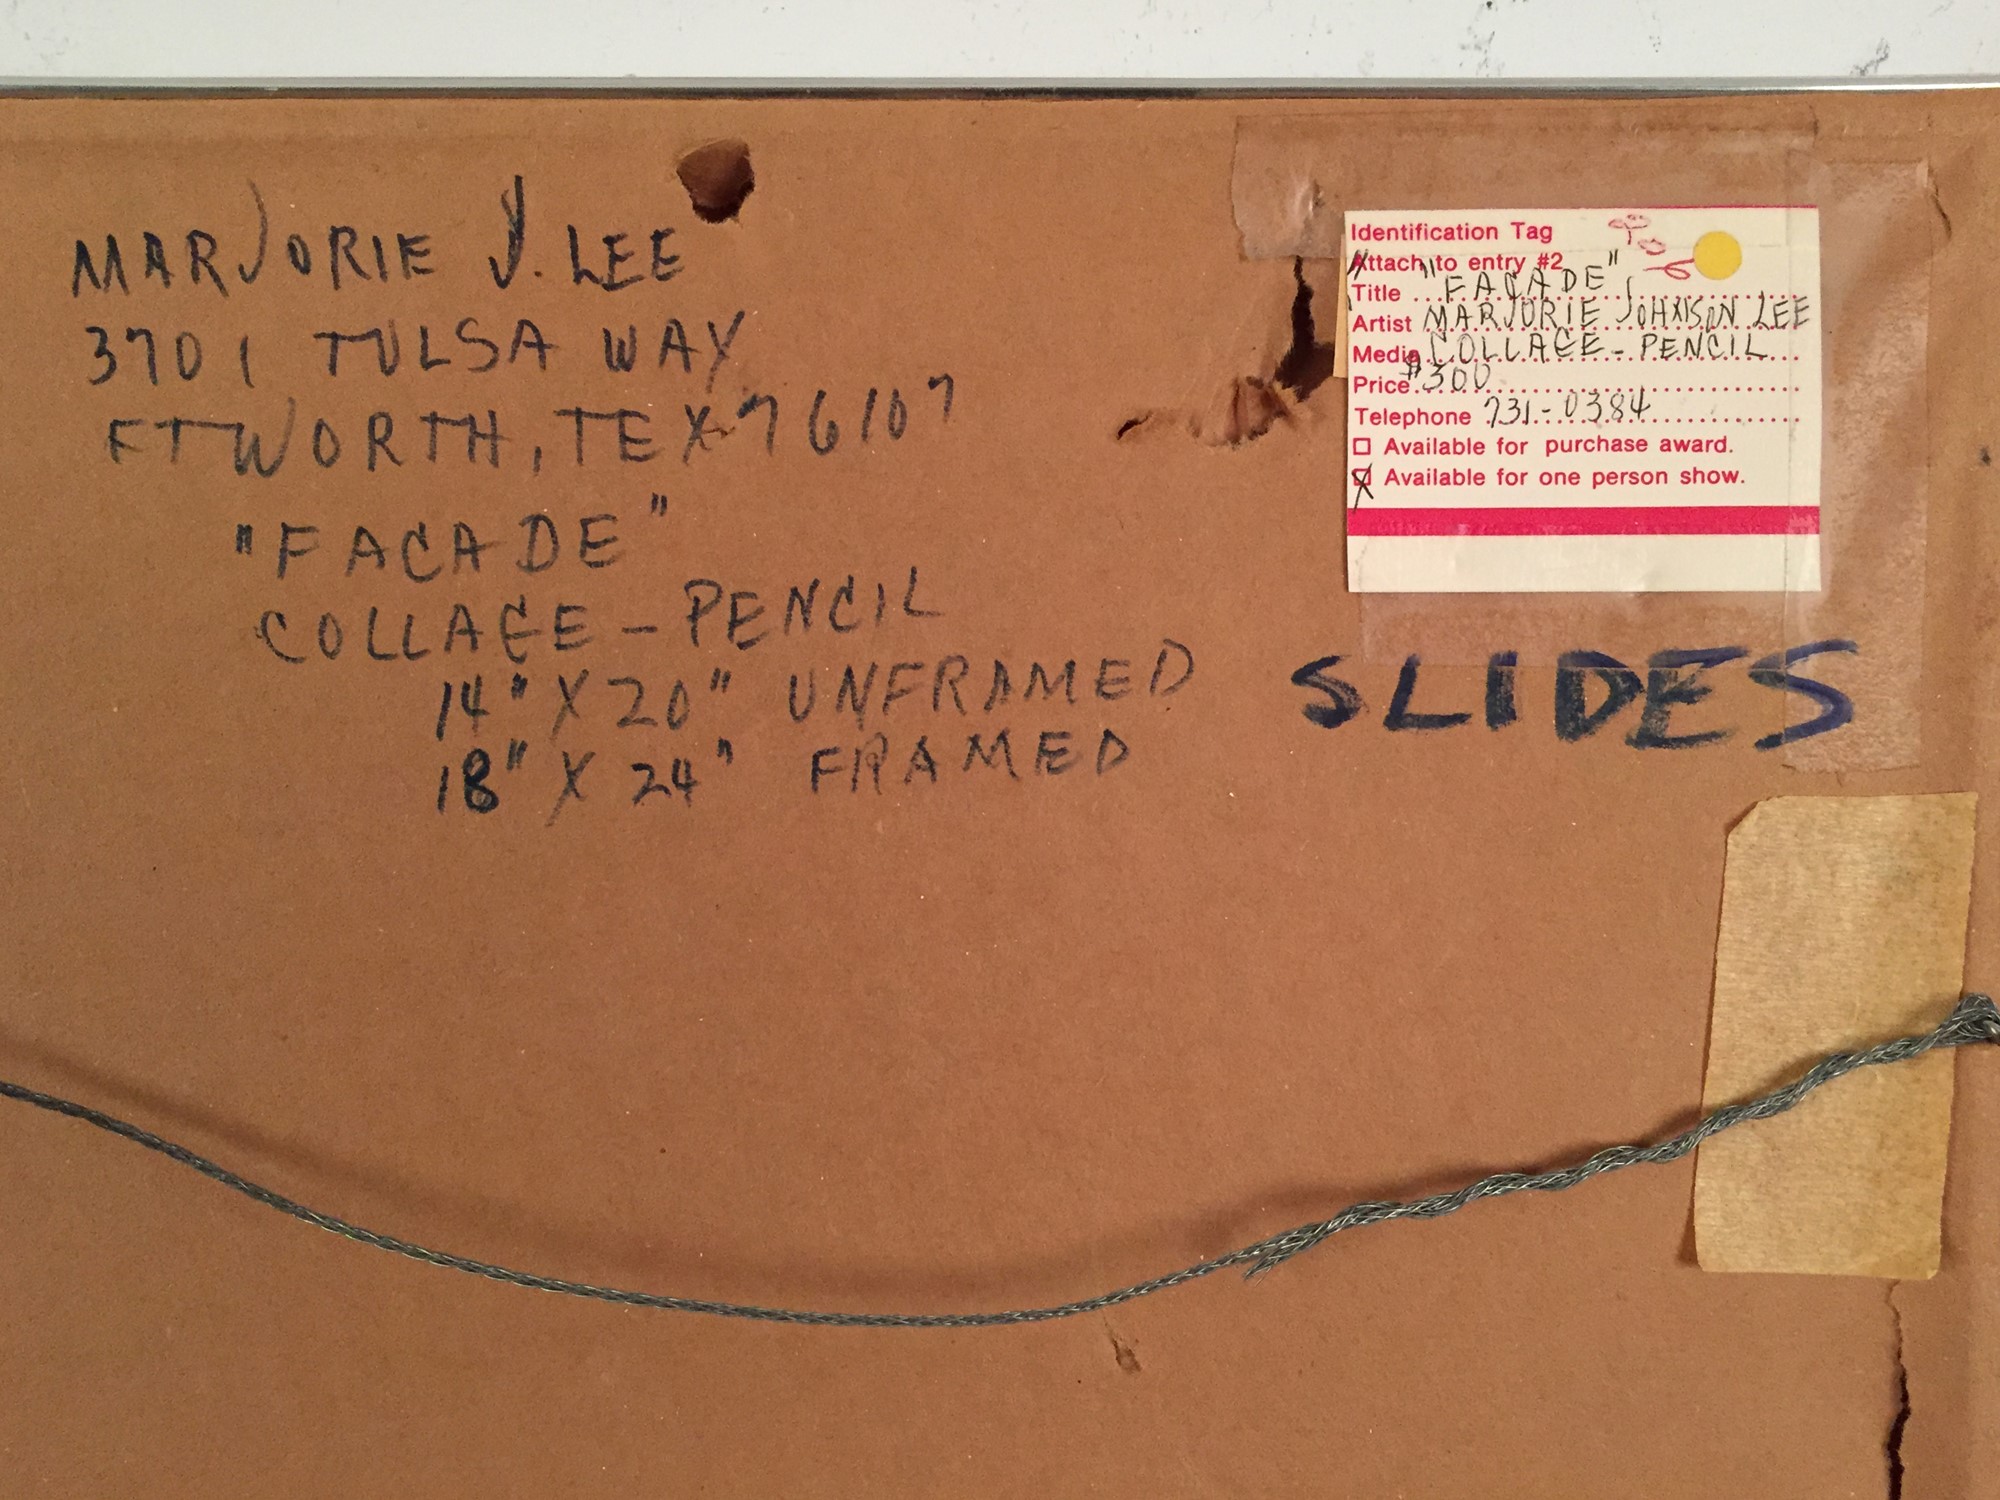 MARJORIE J. LEE
3701 TULSA WAY
FT WORTH, TEX 76107
"FACADE"
COLLAGE - PENCIL
14" X 20" UNFRAMED
18" X 24" FRAMED
Identification Tag
Attach to entry #2
Title "FACADE"
Artist MARJORIE JOHNSON LEE
Media COLLAGE - PENCIL
Price $300
Telephone 731-0384
Available for purchase award.
X Available for one person show.
SLIDES